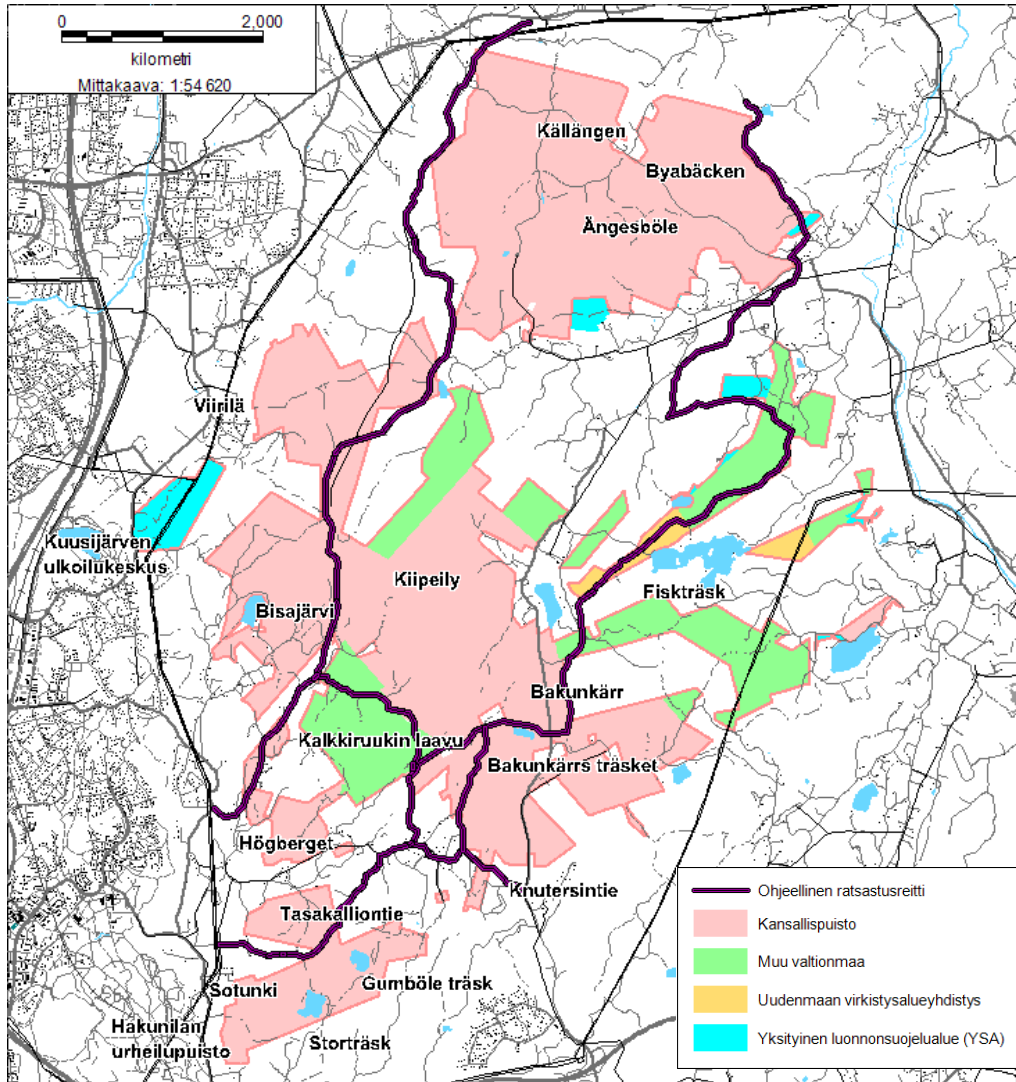 0 2,000
kilometri
Mittakaava: 1:54 620
Källängen
Byabäcken
Ängesböle
Viirilä
Kuusijärven
ulkoilukeskus
Kiipeily
Bisajärvi
Fiskträsk
Bakunkärr
Kalkkiruukin laavu
Bakunkärrs träsket
Högberget
Knutersintie
Tasakalliontie
Sotunki
Gumböle träsk
Hakunilan
urheilupuisto
Storträsk
Ohjeellinen ratsastusreitti
Kansallispuisto
Muu valtionmaa
Uudenmaan virkistysalueyhdistys
Yksityinen luonnonsuojelualue (YSA)